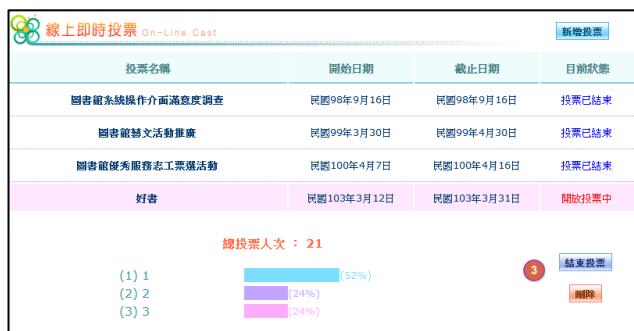 線上即時投票 On-Line Cast
新增投票
投票名稱 開始日期 截止日期 目前狀態
圖書館系統操作介面滿意度調查 民國98年9月16日 民國98年9月16日 投票已結束
圖書館藝文活動推廣 民國99年3月30日 民國99年4月30日 投票已結束
圖書館優秀服務志工票選活動 民國100年4月7日 民國100年4月16日 投票已結束
好書 民國103年3月12日 民國103年3月31日 開放投票中
總投票人次 : 21
(1) 1 (52%)
(2) 2 (24%)
(3) 3 (24%)
3 結束投票
刪除